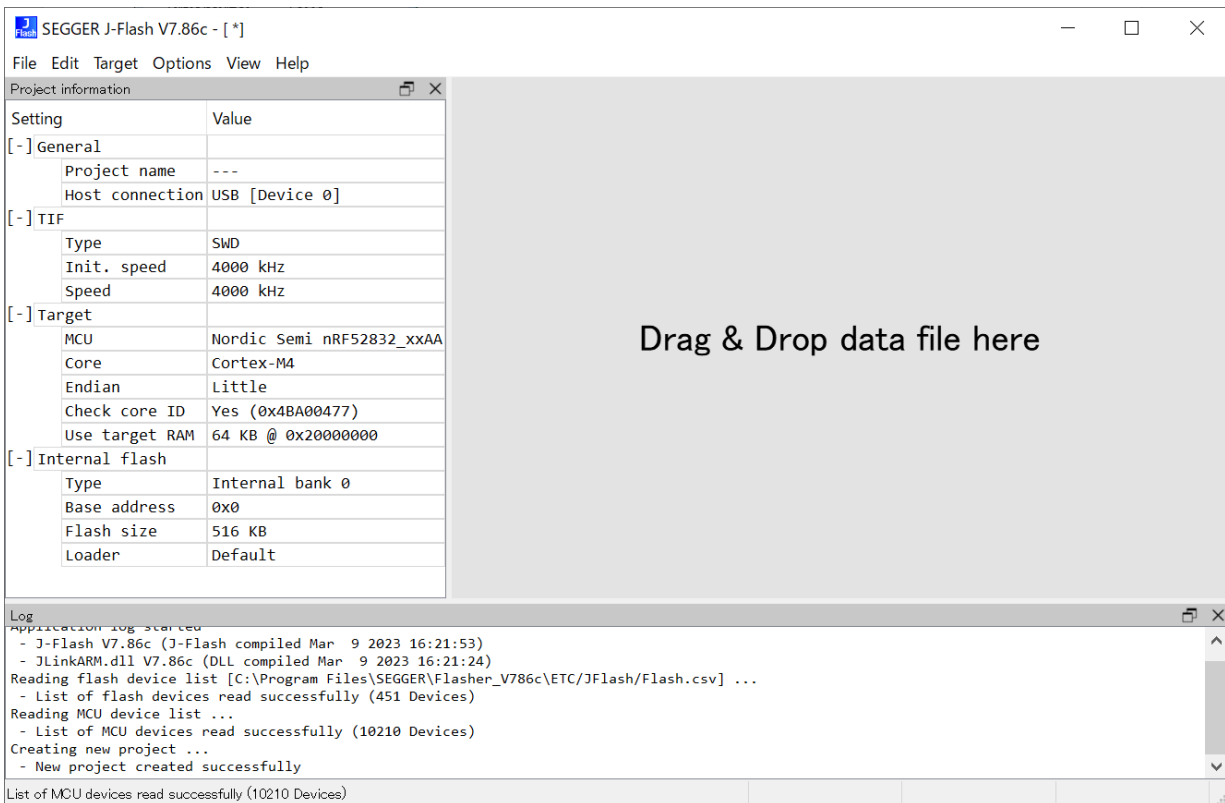 J
Flash
SEGGER J-Flash V7.86c - [ *]
File Edit Target Options View Help
Project information
Setting Value
[-] General
Project name ---
Host connection USB [Device 0]
[-] TIF
Type SWD
Init. speed 4000 kHz
Speed 4000 kHz
[-] Target
MCU Nordic Semi nRF52832_xxAA
Core Cortex-M4
Endian Little
Check core ID Yes (0x4BA00477)
Use target RAM 64 KB @ 0x20000000
[-] Internal flash
Type Internal bank 0
Base address 0x0
Flash size 516 KB
Loader Default
Drag & Drop data file here
Log
Application log started
- J-Flash V7.86c (J-Flash compiled Mar  9 2023 16:21:53)
- JLinkARM.dll V7.86c (DLL compiled Mar  9 2023 16:21:24)
Reading flash device list [C:\Program Files\SEGGER\Flasher_V786c\ETC/JFlash/Flash.csv] ...
- List of flash devices read successfully (451 Devices)
Reading MCU device list ...
- List of MCU devices read successfully (10210 Devices)
Creating new project ...
- New project created successfully
List of MCU devices read successfully (10210 Devices)